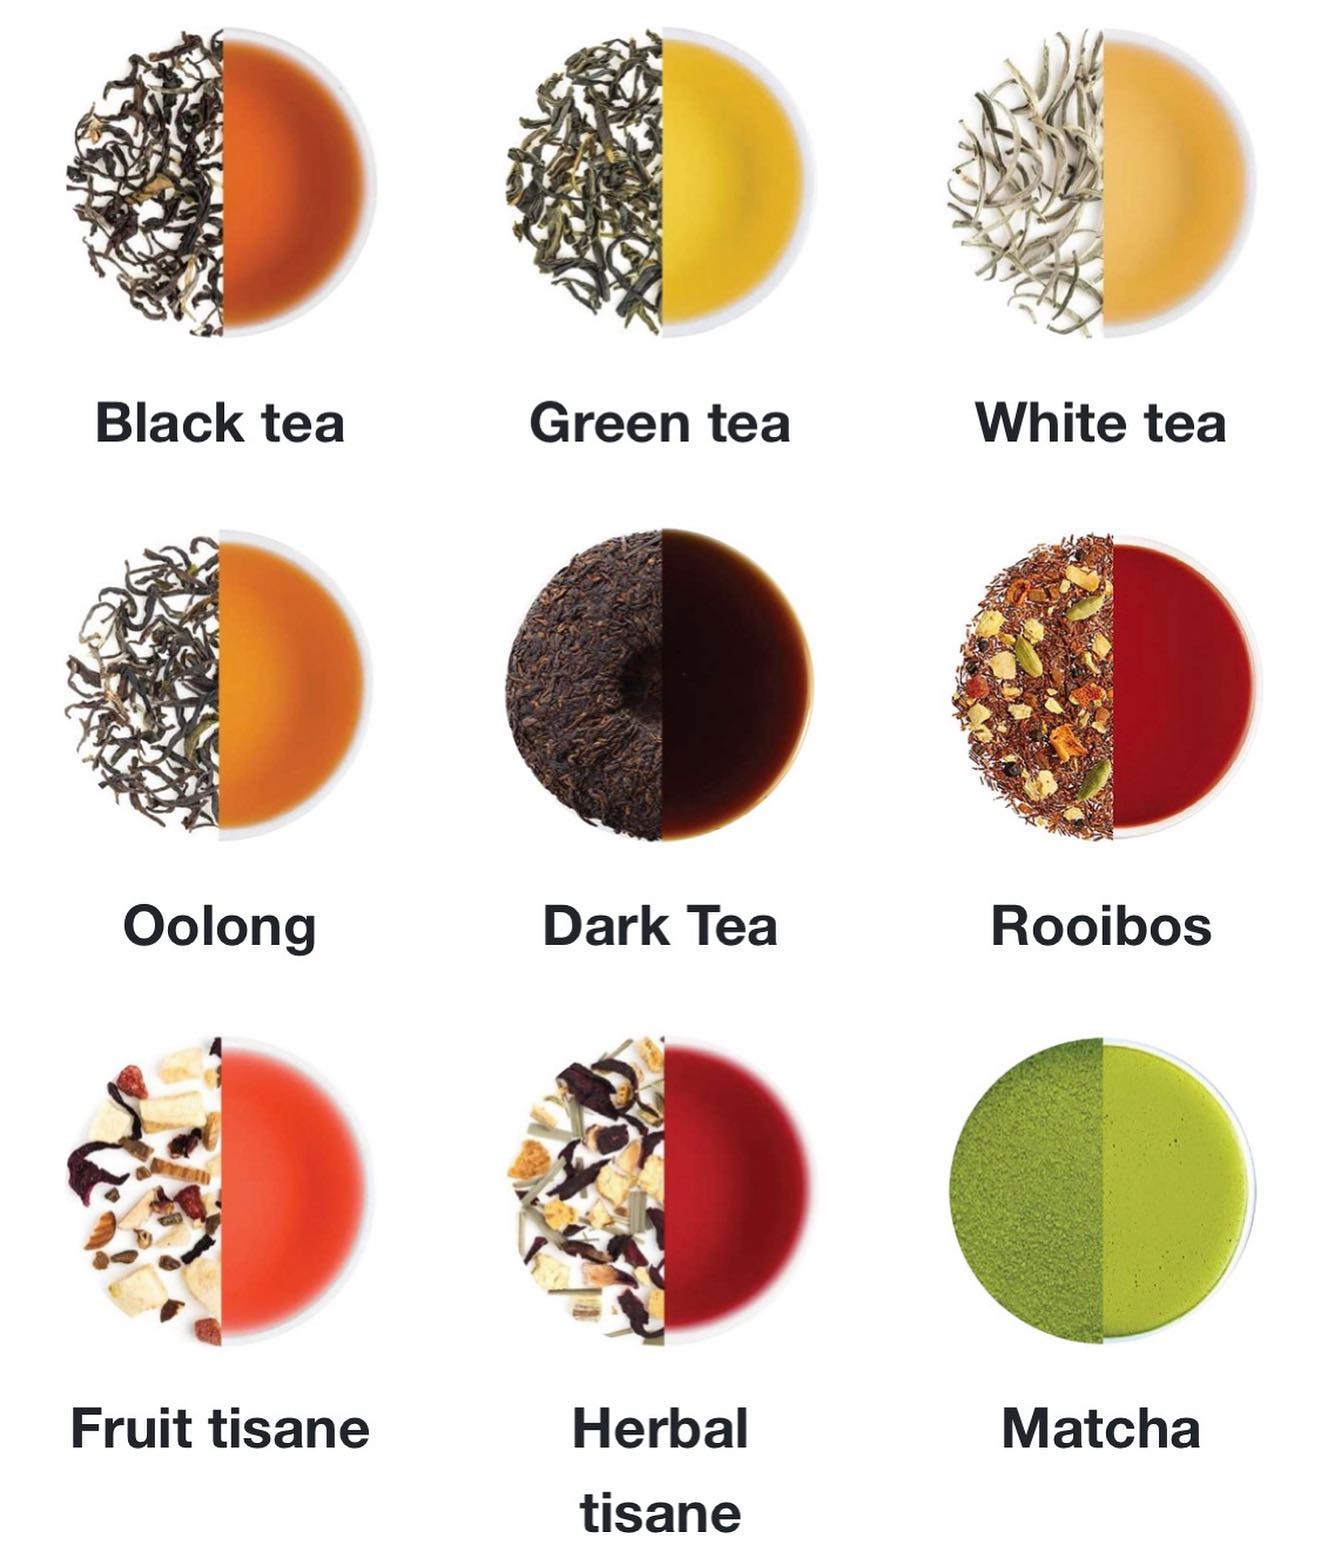 Black tea
Green tea
White tea
Oolong
Dark Tea
Rooibos
Fruit tisane
Herbal
tisane
Matcha